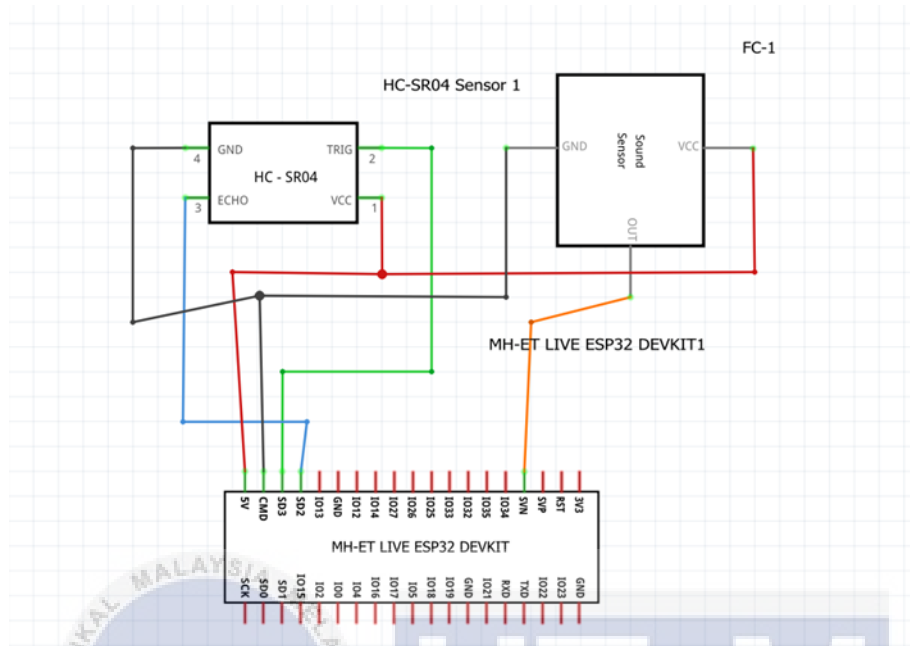 FC-1
HC-SR04 Sensor 1
GND
TRIG
4
2
HC - SR04
ECHO
VCC
3
1
GND
Sound
Sensor
VCC
OUT
MH-ET LIVE ESP32 DEVKIT1
5V
CMD
SD3
SD2
IO13
GND
IO12
IO14
IO27
IO26
IO25
IO33
IO32
IO35
IO34
SVN
SVP
RST
3V3
MH-ET LIVE ESP32 DEVKIT
SCK
SD0
SD1
IO15
IO2
IO0
IO4
IO16
IO17
IO5
IO18
IO19
GND
IO21
RXD
TXD
IO22
IO23
GND
MALAYSIA